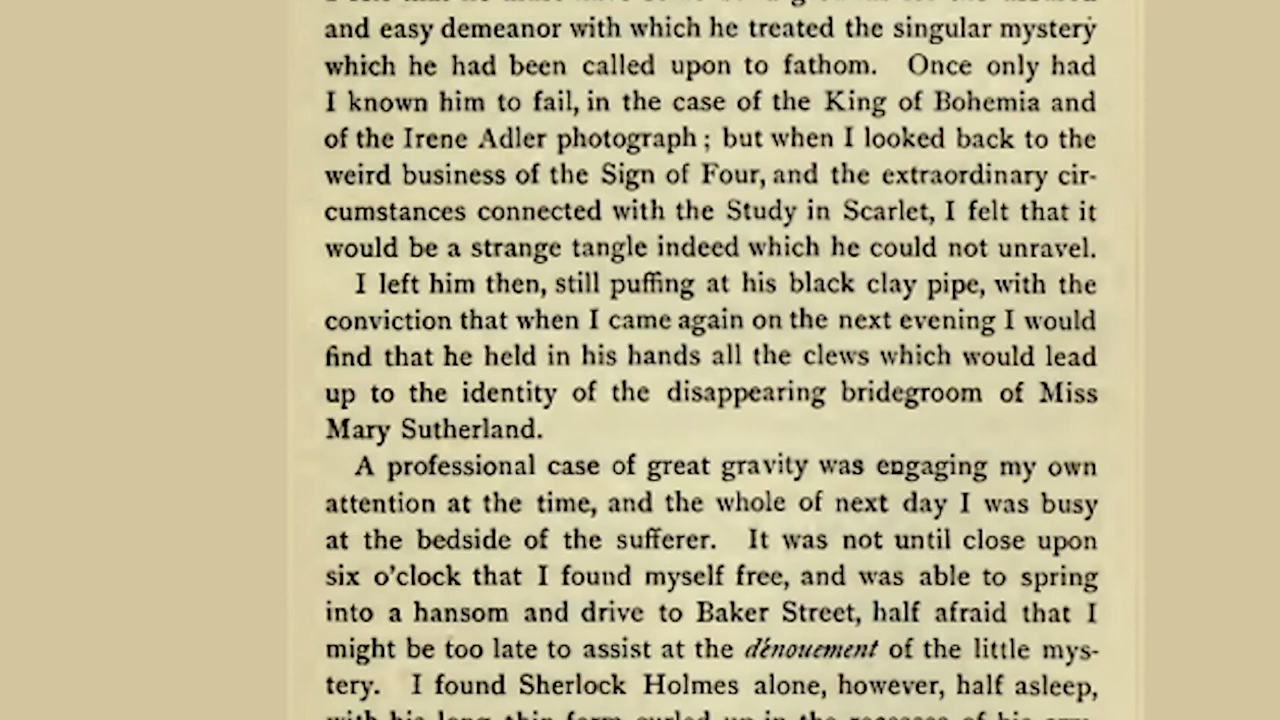 and easy demeanor with which he treated the singular mystery
which he had been called upon to fathom. Once only had
I known him to fail, in the case of the King of Bohemia and
of the Irene Adler photograph; but when I looked back to the
weird business of the Sign of Four, and the extraordinary cir-
cumstances connected with the Study in Scarlet, I felt that it
would be a strange tangle indeed which he could not unravel.
I left him then, still puffing at his black clay pipe, with the
conviction that when I came again on the next evening I would
find that he held in his hands all the clews which would lead
up to the identity of the disappearing bridegroom of Miss
Mary Sutherland.
A professional case of great gravity was engaging my own
attention at the time, and the whole of next day I was busy
at the bedside of the sufferer. It was not until close upon
six o'clock that I found myself free, and was able to spring
into a hansom and drive to Baker Street, half afraid that I
might be too late to assist at the dénouement of the little mys-
tery. I found Sherlock Holmes alone, however, half asleep,